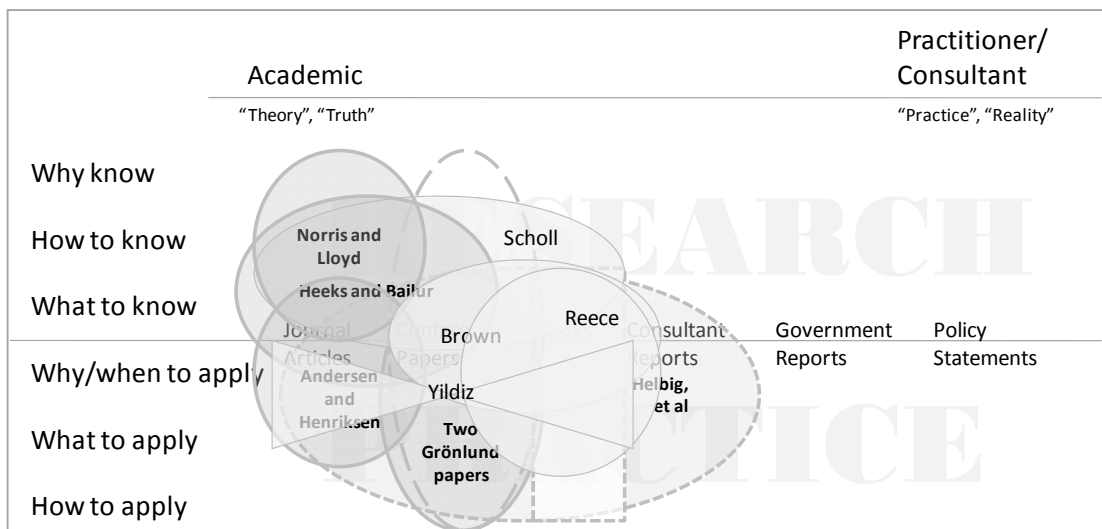 Practitioner/
Academic
Consultant
“Theory”, “Truth”
“Practice”, “Reality”
Why know
RESEARCH
How to know
Norris and
Lloyd
Scholl
What to know
Heeks and Bailur
Reece
Journal
Brown
Consultant
Government
Policy
Articles
Papers
Reports
Reports
Statements
Why/when to apply
Andersen
and
Henriksen
Yildiz
Helbig,
et al
What to apply
Two
Grönlund
papers
PRACTICE
How to apply